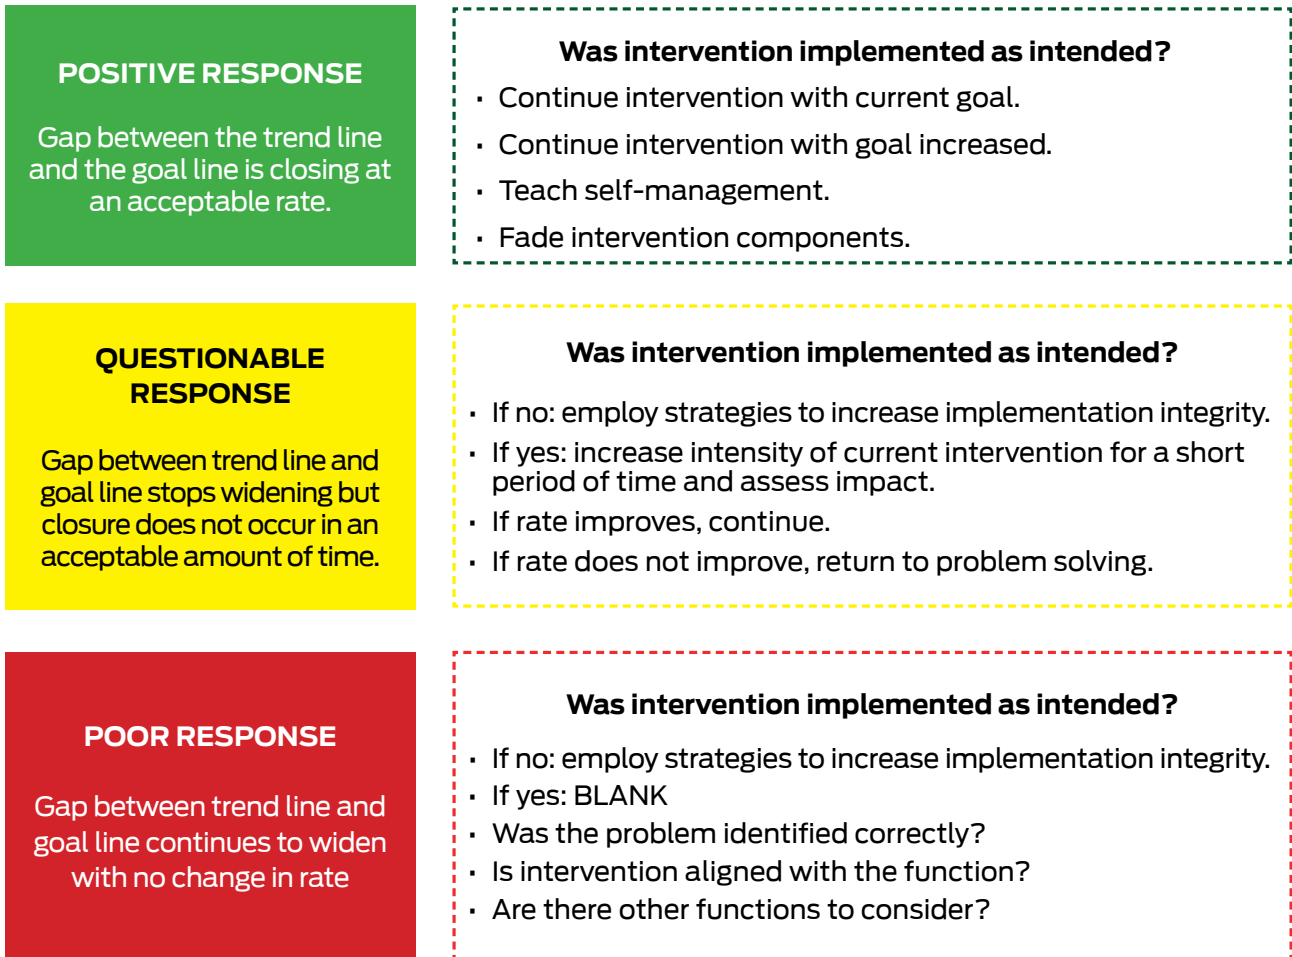 POSITIVE RESPONSE
Gap between the trend line
and the goal line is closing at
an acceptable rate.
Was intervention implemented as intended?
· Continue intervention with current goal.
· Continue intervention with goal increased.
· Teach self-management.
· Fade intervention components.
QUESTIONABLE
RESPONSE
Gap between trend line and
goal line stops widening but
closure does not occur in an
acceptable amount of time.
Was intervention implemented as intended?
· If no: employ strategies to increase implementation integrity.
· If yes: increase intensity of current intervention for a short
period of time and assess impact.
· If rate improves, continue.
· If rate does not improve, return to problem solving.
POOR RESPONSE
Gap between trend line and
goal line continues to widen
with no change in rate
Was intervention implemented as intended?
· If no: employ strategies to increase implementation integrity.
· If yes: BLANK
· Was the problem identified correctly?
· Is intervention aligned with the function?
· Are there other functions to consider?